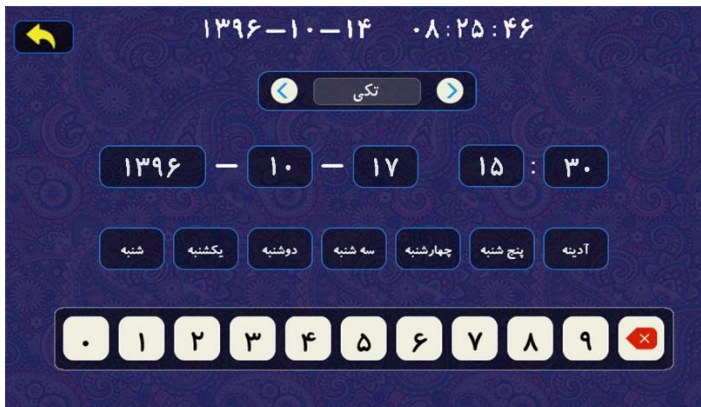 ۱۳۹۶-۱۰-۱۴ ۰۸:۲۵:۴۶
تکی
۱۳۹۶ - ۱۰ - ۱۷ ۱۵ : ۳۰
شنبه یکشنبه دوشنبه سه شنبه چهارشنبه پنج شنبه آدینه
۰ ۱ ۲ ۳ ۴ ۵ ۶ ۷ ۸ ۹